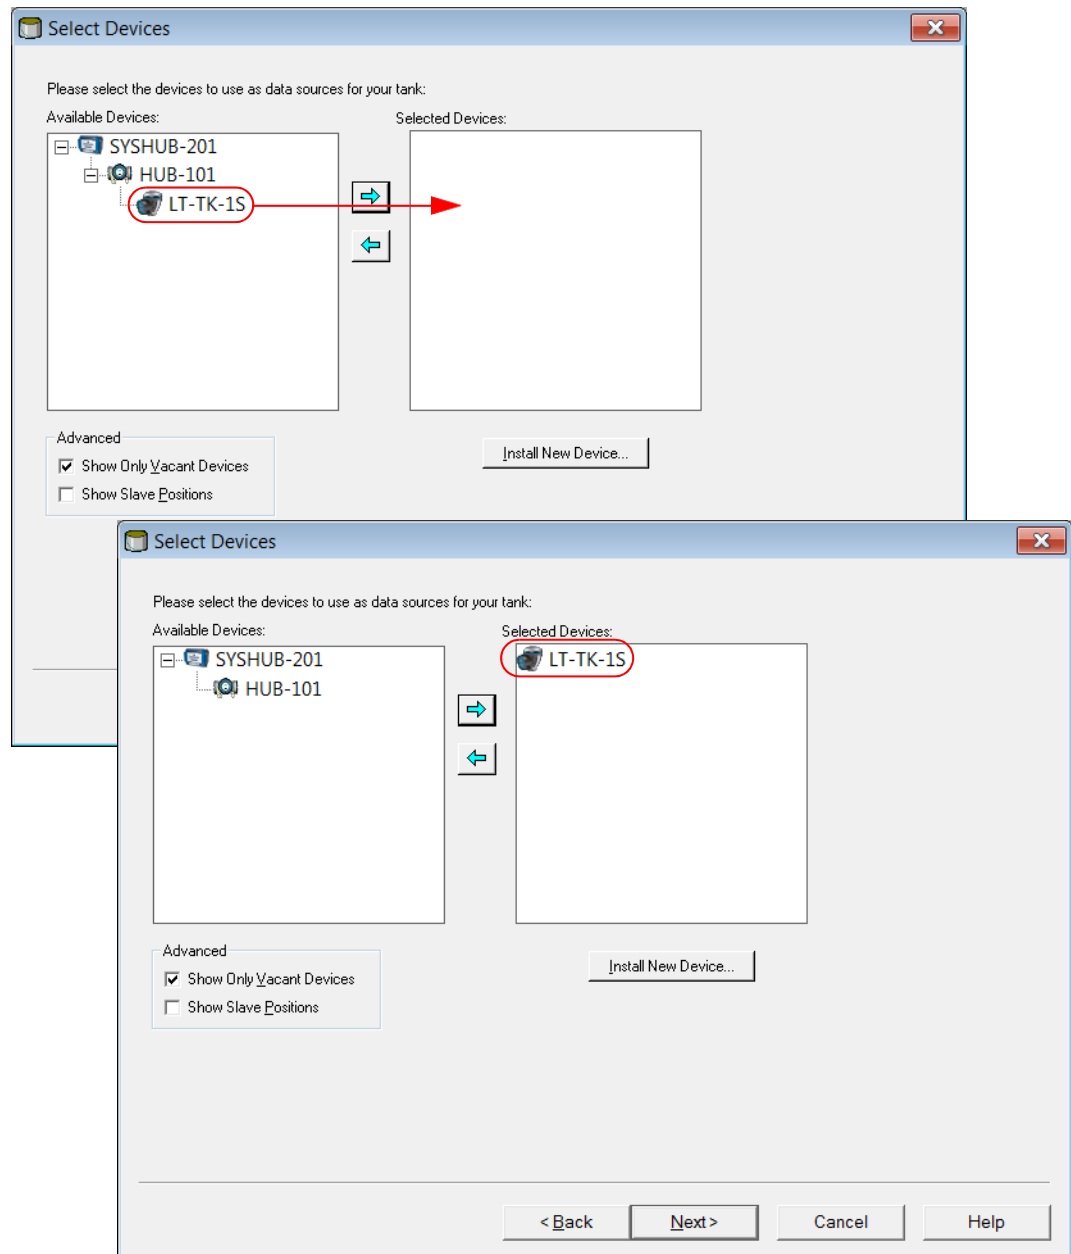 Select Devices
Please select the devices to use as data sources for your tank:
Available Devices:
Selected Devices:
SYSHUB-201
HUB-101
LT-TK-1S
Advanced
Show Only Vacant Devices
Show Slave Positions
Install New Device...
Select Devices
Please select the devices to use as data sources for your tank:
Available Devices:
Selected Devices:
SYSHUB-201
HUB-101
LT-TK-1S
Advanced
Show Only Vacant Devices
Show Slave Positions
Install New Device...
< Back
Next >
Cancel
Help